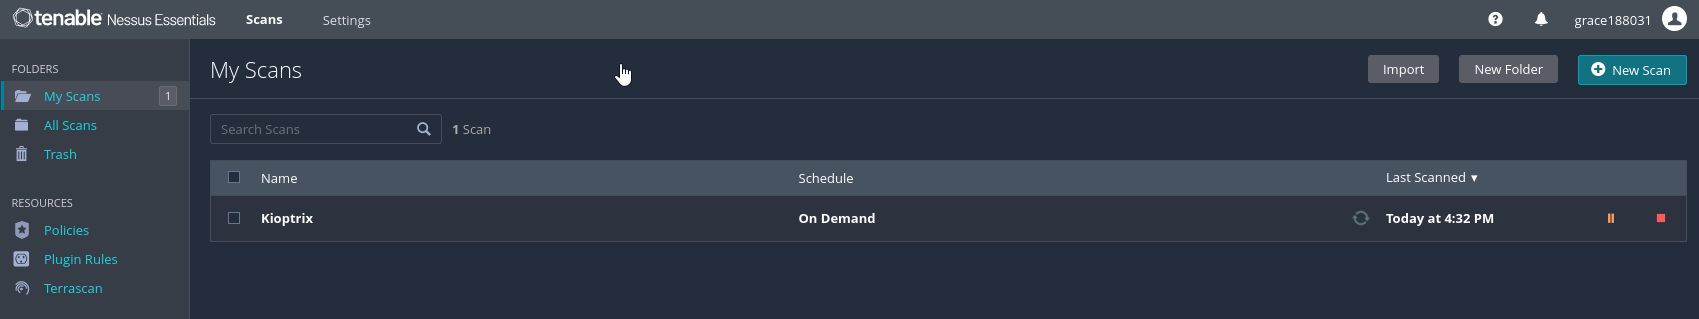 tenable Nessus Essentials Scans Settings grace188031
FOLDERS
My Scans 1
All Scans
Trash
RESOURCES
Policies
Plugin Rules
Terrascan
My Scans Import New Folder New Scan
Search Scans 1 Scan
Name Schedule Last Scanned ▼
Kioptrix On Demand Today at 4:32 PM